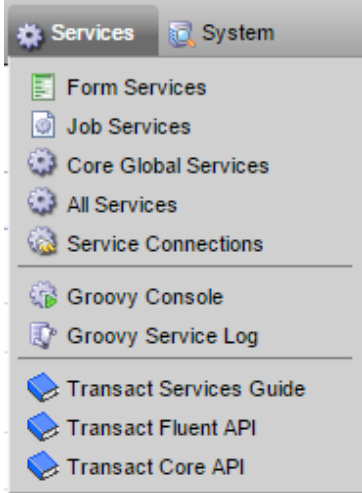 Services System
Form Services
Job Services
Core Global Services
All Services
Service Connections
Groovy Console
Groovy Service Log
Transact Services Guide
Transact Fluent API
Transact Core API